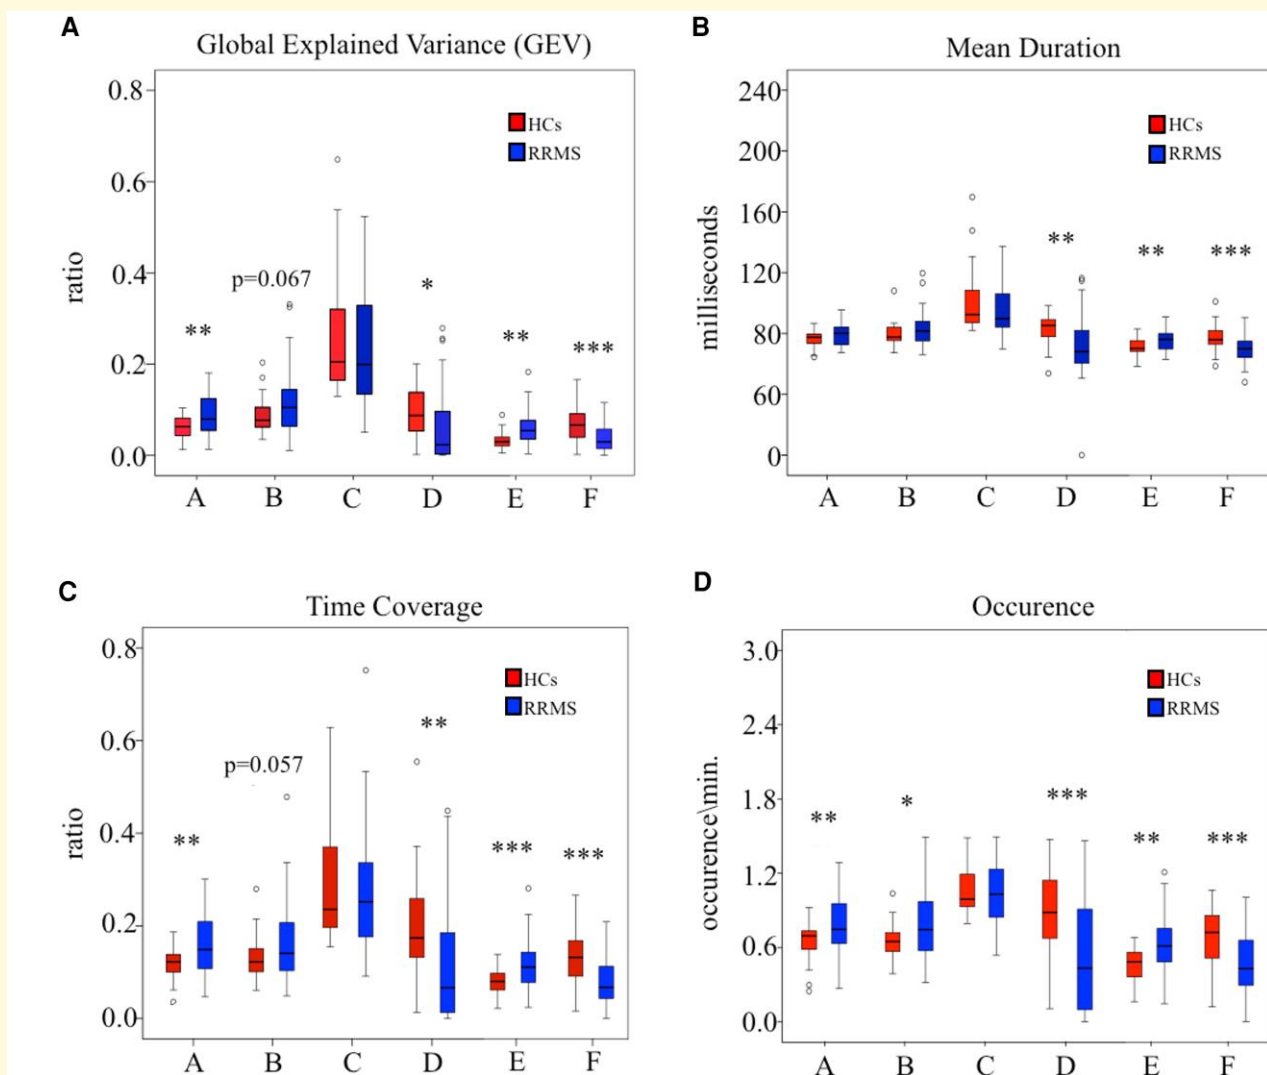 A
Global Explained Variance (GEV)
0.8
0.6
0.4
0.2
0.0
ratio
HCs
RRMS
**
p=0.067
*
**
***
A B C D E F
B
Mean Duration
240
200
160
120
80
60
0
milliseconds
HCs
RRMS
**
**
***
A B C D E F
C
Time Coverage
0.8
0.6
0.4
0.2
0.0
ratio
HCs
RRMS
**
p=0.057
**
***
***
A B C D E F
D
Occurence
3.0
2.4
1.8
1.2
0.6
0.0
occurence\min.
HCs
RRMS
**
*
***
**
***
A B C D E F